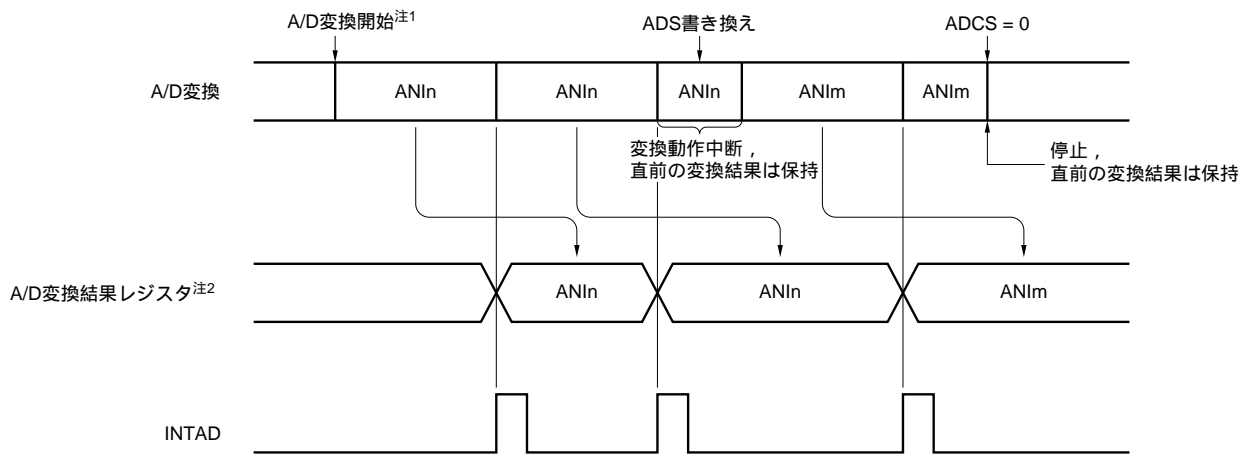 A/D変換開始注1
ADS書き換え
ADCS = 0
A/D変換
ANIn
ANIn
ANIn
ANIm
ANIm
変換動作中断，
直前の変換結果は保持
停止，
直前の変換結果は保持
A/D変換結果レジスタ注2
ANIn
ANIn
ANIm
INTAD